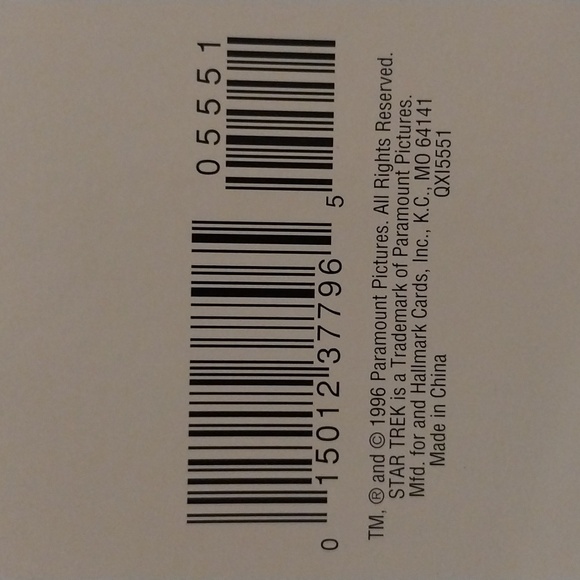 05551
0 15012 37796 5
TM, ® and © 1996 Paramount Pictures. All Rights Reserved.
STAR TREK is a Trademark of Paramount Pictures.
Mfd. for and Hallmark Cards, Inc., K.C., MO 64141
Made in China QXI5551